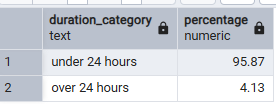 duration_category percentage
text numeric
1 under 24 hours 95.87
2 over 24 hours 4.13